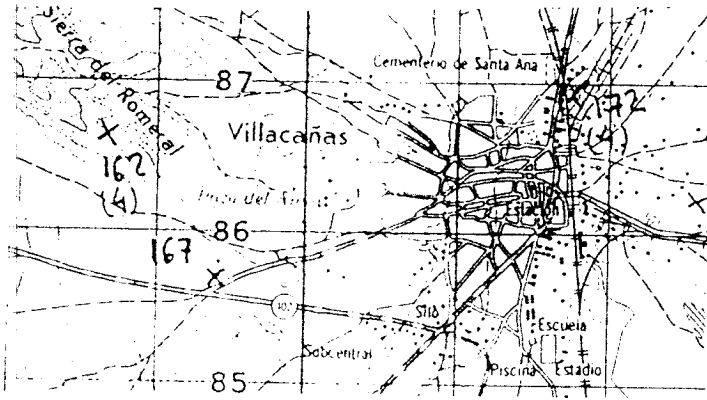 Sierra del Romeral
Cementerio de Santa Ana
87
172
(4)
Villacañas
162
(4)
Estación
86
167
Escuela
Subcentral
Piscina
Estadio
85